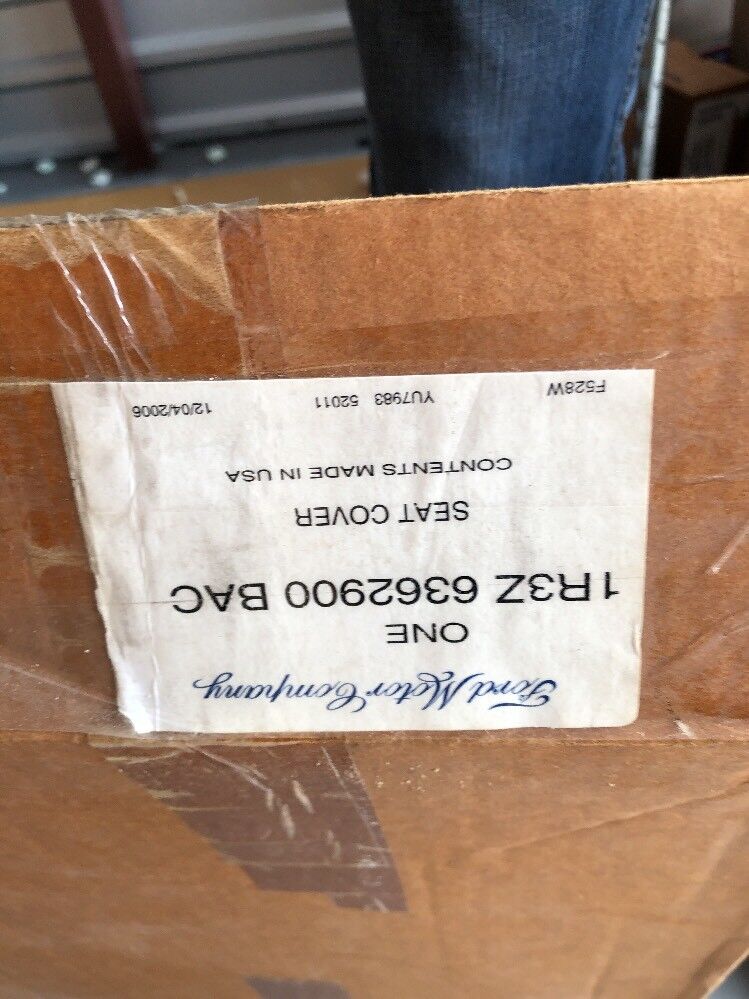 Ford Motor Company
ONE
1R3Z 6362900 BAC
SEAT COVER
CONTENTS MADE IN USA
F528W YU7983 52011 12/04/2006